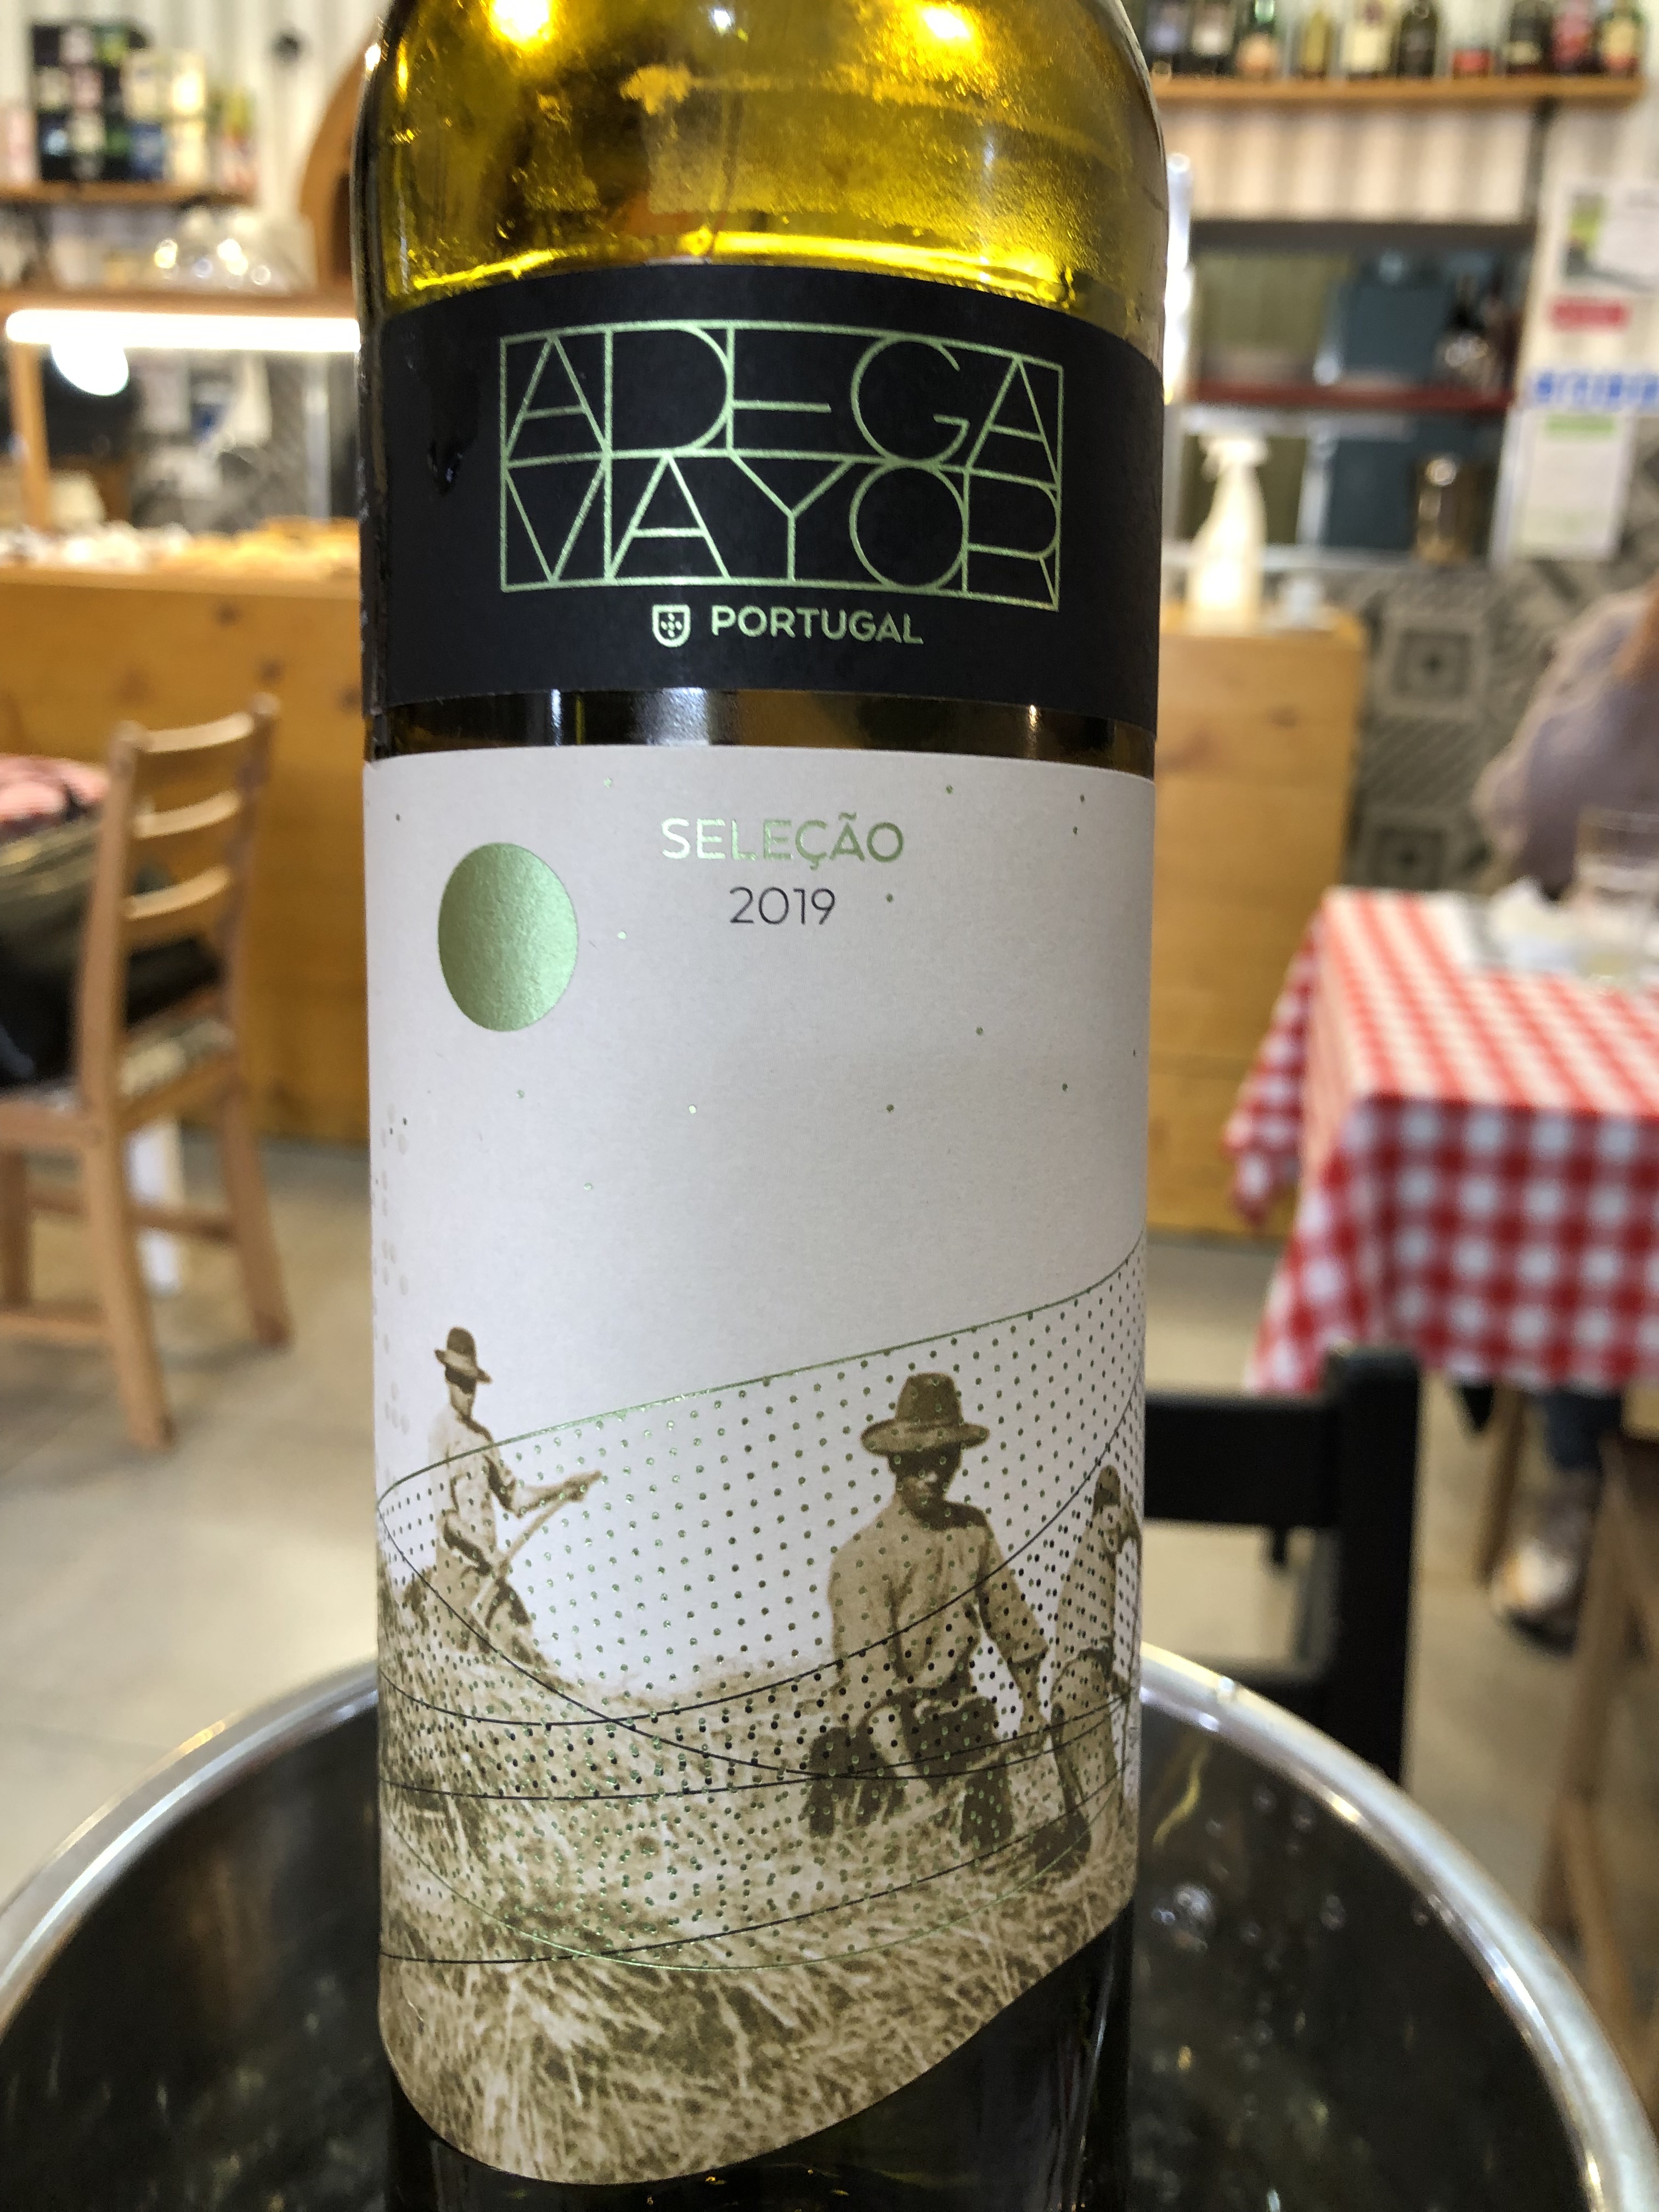 ADEGA
MAYOR
PORTUGAL
SELEÇÃO
2019